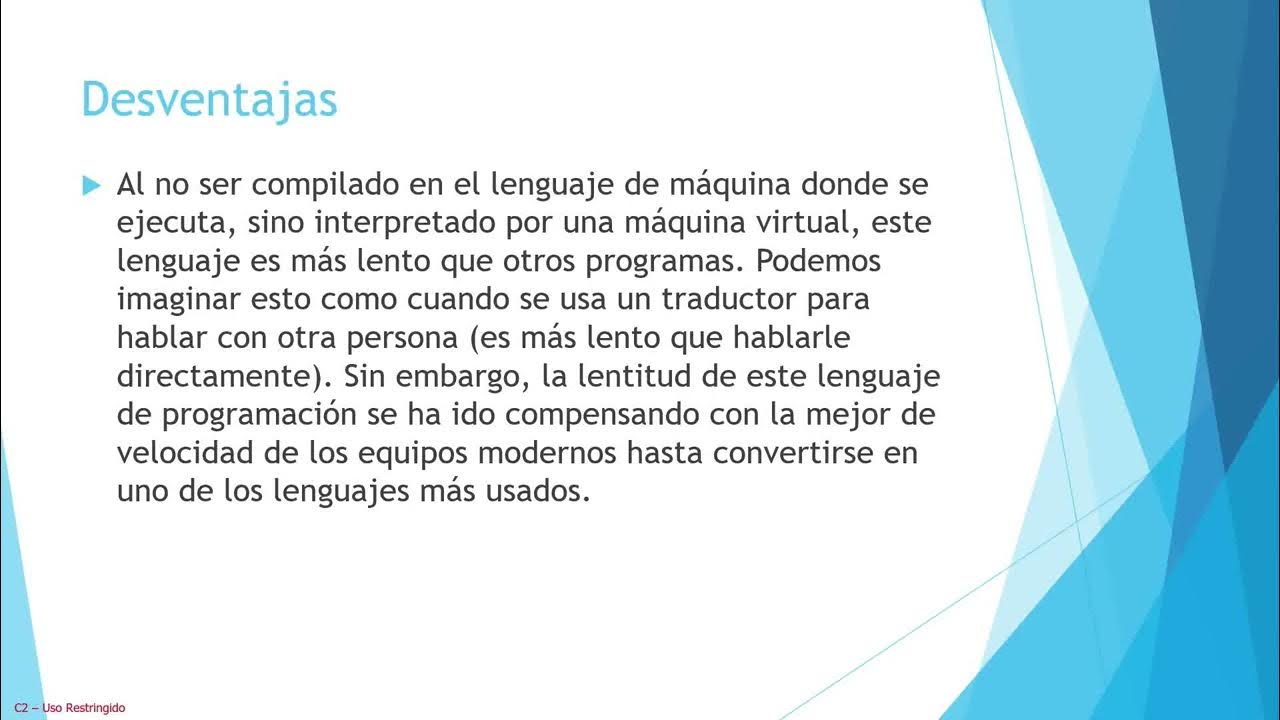 Desventajas
Al no ser compilado en el lenguaje de máquina donde se
ejecuta, sino interpretado por una máquina virtual, este
lenguaje es más lento que otros programas. Podemos
imaginar esto como cuando se usa un traductor para
hablar con otra persona (es más lento que hablarle
directamente). Sin embargo, la lentitud de este lenguaje
de programación se ha ido compensando con la mejor de
velocidad de los equipos modernos hasta convertirse en
uno de los lenguajes más usados.
C2 – Uso Restringido